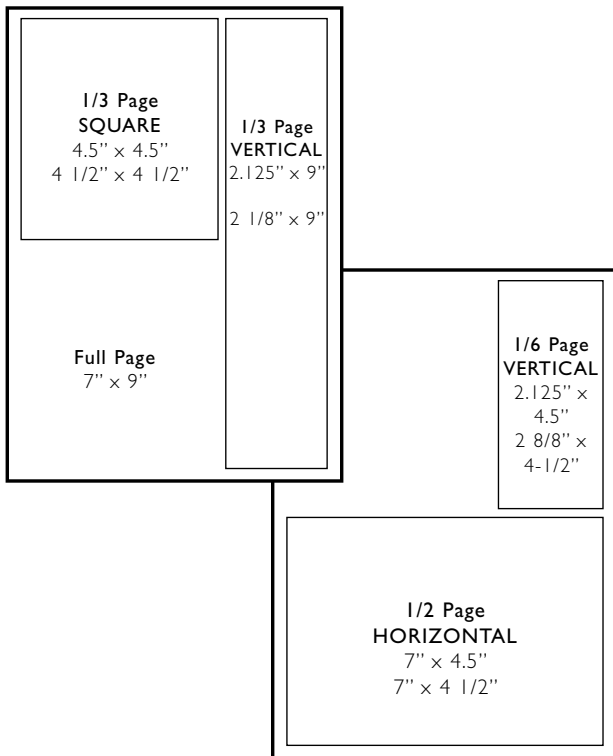 1/3 Page
SQUARE
4.5” x 4.5”
4 1/2” x 4 1/2”
1/3 Page
VERTICAL
2.125” x 9”
2 1/8” x 9”
Full Page
7” x 9”
1/6 Page
VERTICAL
2.125” x
4.5”
2 8/8” x
4-1/2”
1/2 Page
HORIZONTAL
7” x 4.5”
7” x 4 1/2”